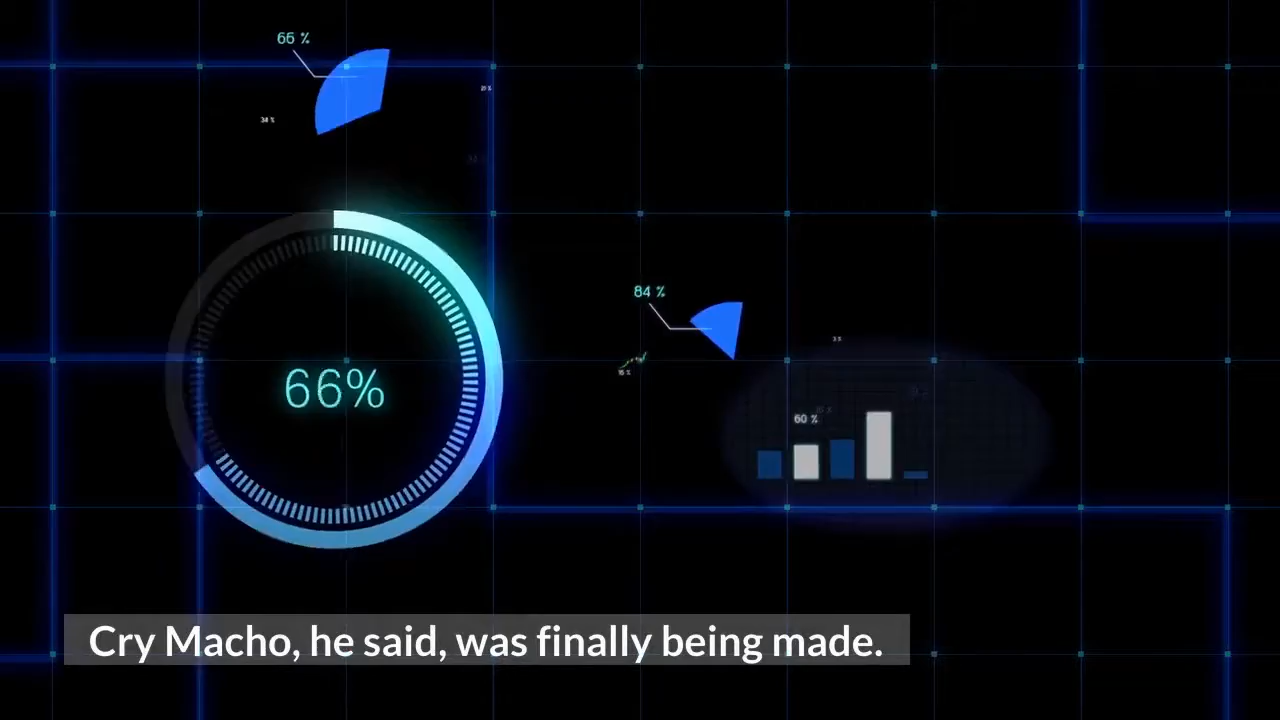 66 %
66%
84 %
60 %
Cry Macho, he said, was finally being made.